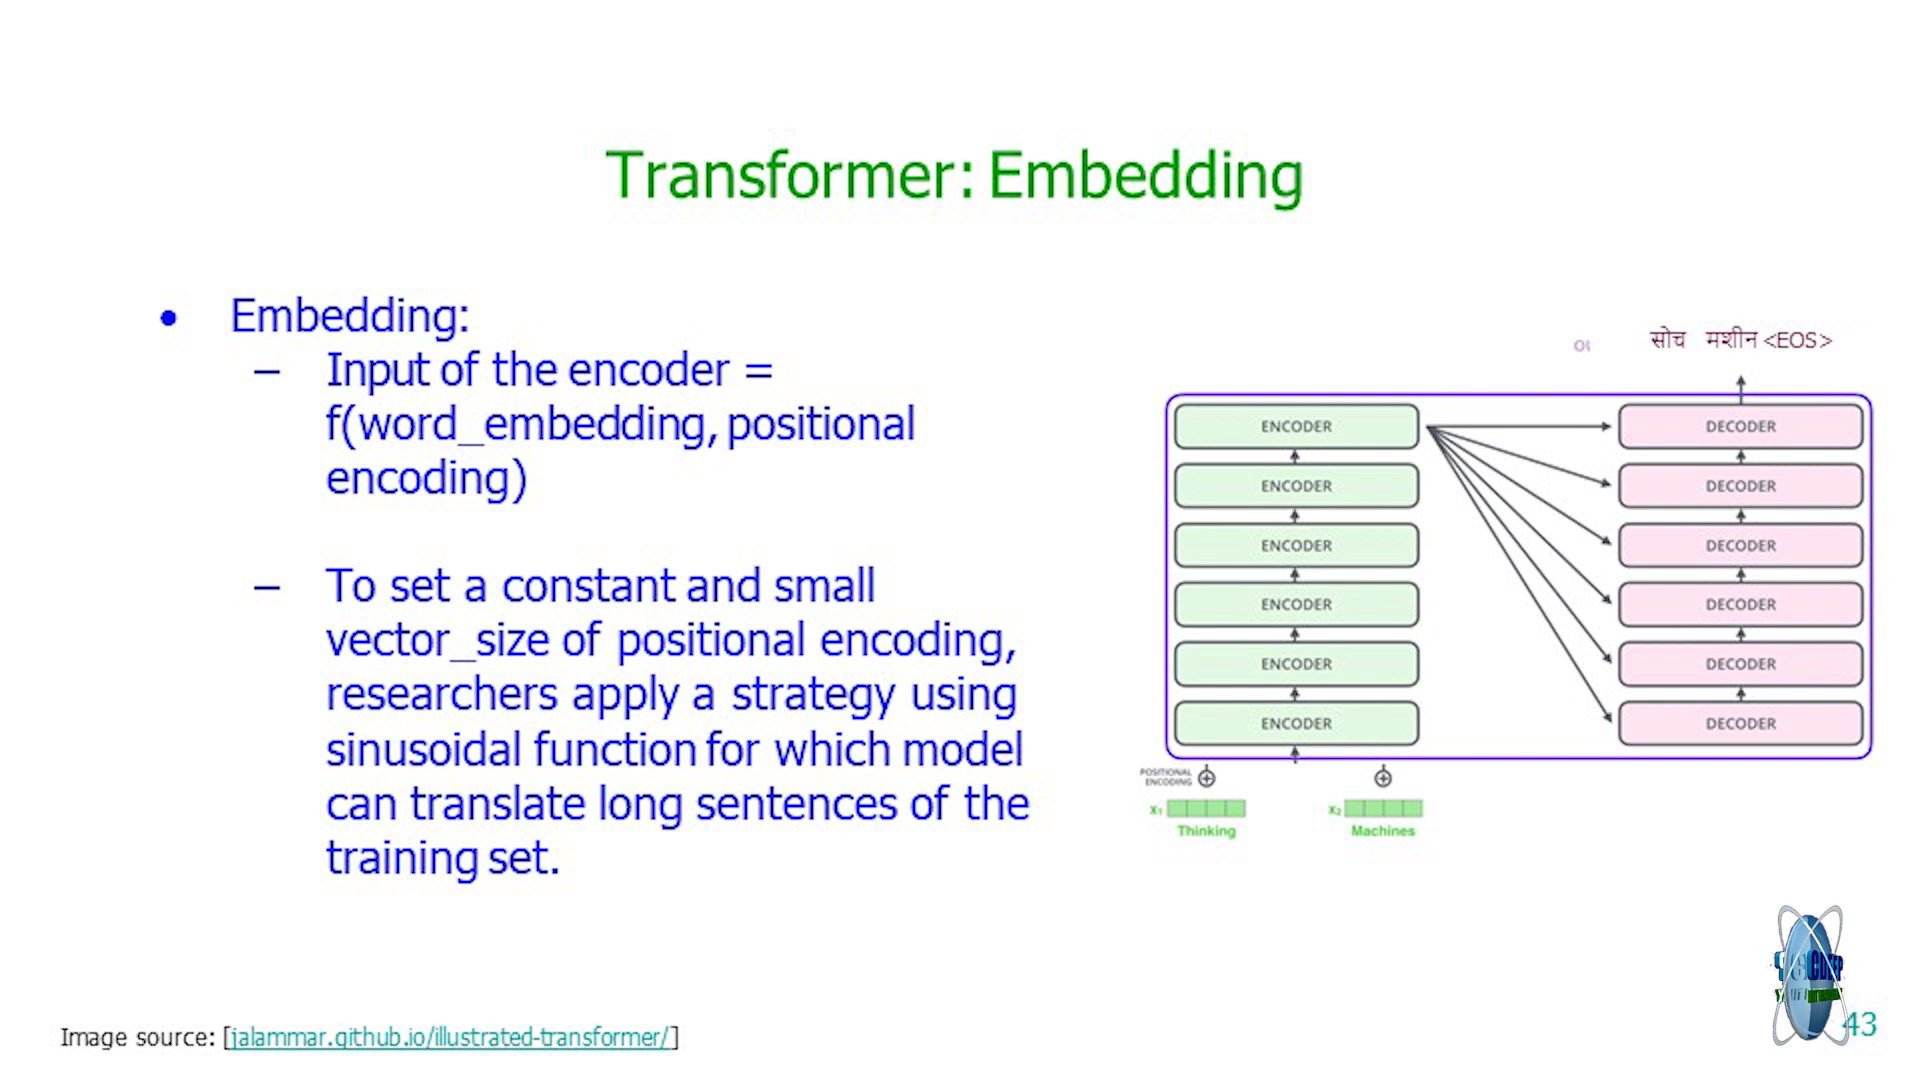 Transformer: Embedding
• Embedding:
– Input of the encoder =
f(word_embedding, positional
encoding)
– To set a constant and small
vector_size of positional encoding,
researchers apply a strategy using
sinusoidal function for which model
can translate long sentences of the
training set.
सोच मशीन <EOS>
ENCODER DECODER
ENCODER DECODER
ENCODER DECODER
ENCODER DECODER
ENCODER DECODER
ENCODER DECODER
POSITIONAL
ENCODING
X1 X2
Thinking Machines
Image source: [jalammar.github.io/illustrated-transformer/]
43